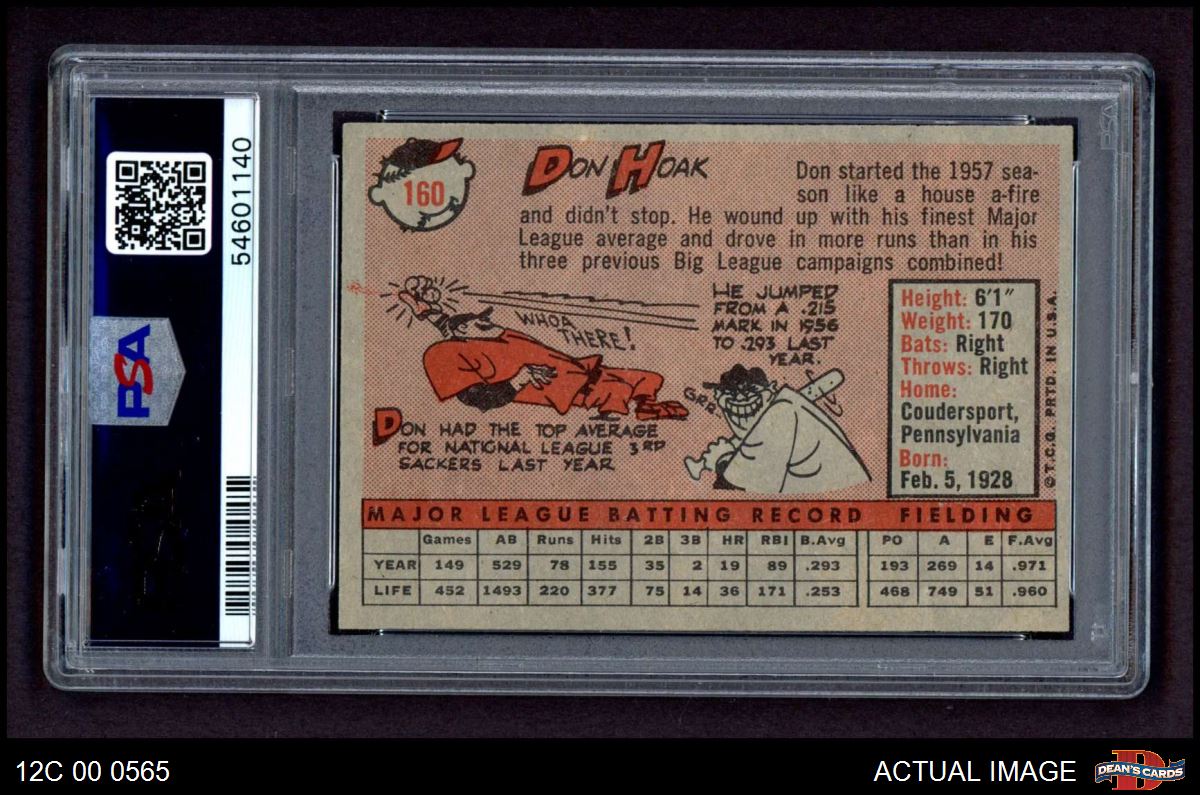 PSA
54601140
160
DON HOAK
Don started the 1957 sea-
son like a house a-fire
and didn't stop. He wound up with his finest Major
League average and drove in more runs than in his
three previous Big League campaigns combined!
WHOA
THERE!
HE JUMPED
FROM A .215
MARK IN 1956
TO .293 LAST
YEAR.
GRR
DON HAD THE TOP AVERAGE
FOR NATIONAL LEAGUE 3RD
SACKERS LAST YEAR
Height: 6'1"
Weight: 170
Bats: Right
Throws: Right
Home:
Coudersport,
Pennsylvania
Born:
Feb. 5, 1928
© T.C.G. PRTD. IN U.S.A.
MAJOR LEAGUE BATTING RECORD FIELDING
Games AB Runs Hits 2B 3B HR RBI B.Avg PO A E F.Avg
YEAR 149 529 78 155 35 2 19 89 .293 193 269 14 .971
LIFE 452 1493 220 377 75 14 36 171 .253 468 749 51 .960
12C 00 0565
ACTUAL IMAGE
DEAN'S CARDS